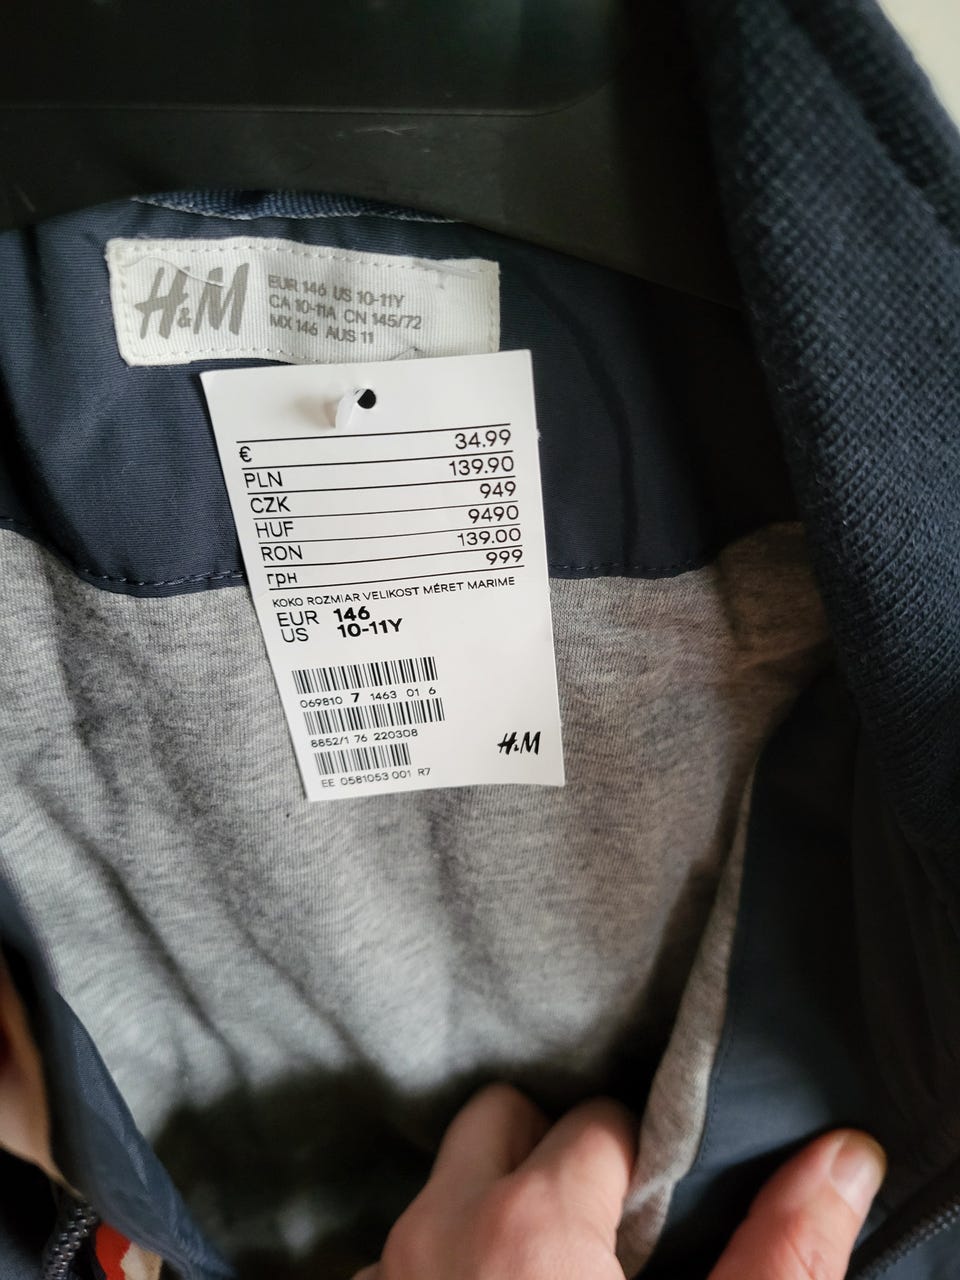 H&M
EUR 146 US 10-11Y
CA 10-11A CN 145/72
MX 146 AUS 11
€ 34.99
PLN 139.90
CZK 949
HUF 9490
RON 139.00
грн 999
KOKO ROZMIAR VELIKOST MÉRET MARIME
EUR 146
US 10-11Y
069810 7 1463 01 6
8852/1 76 220308
H&M
EE 0581053 001 R7